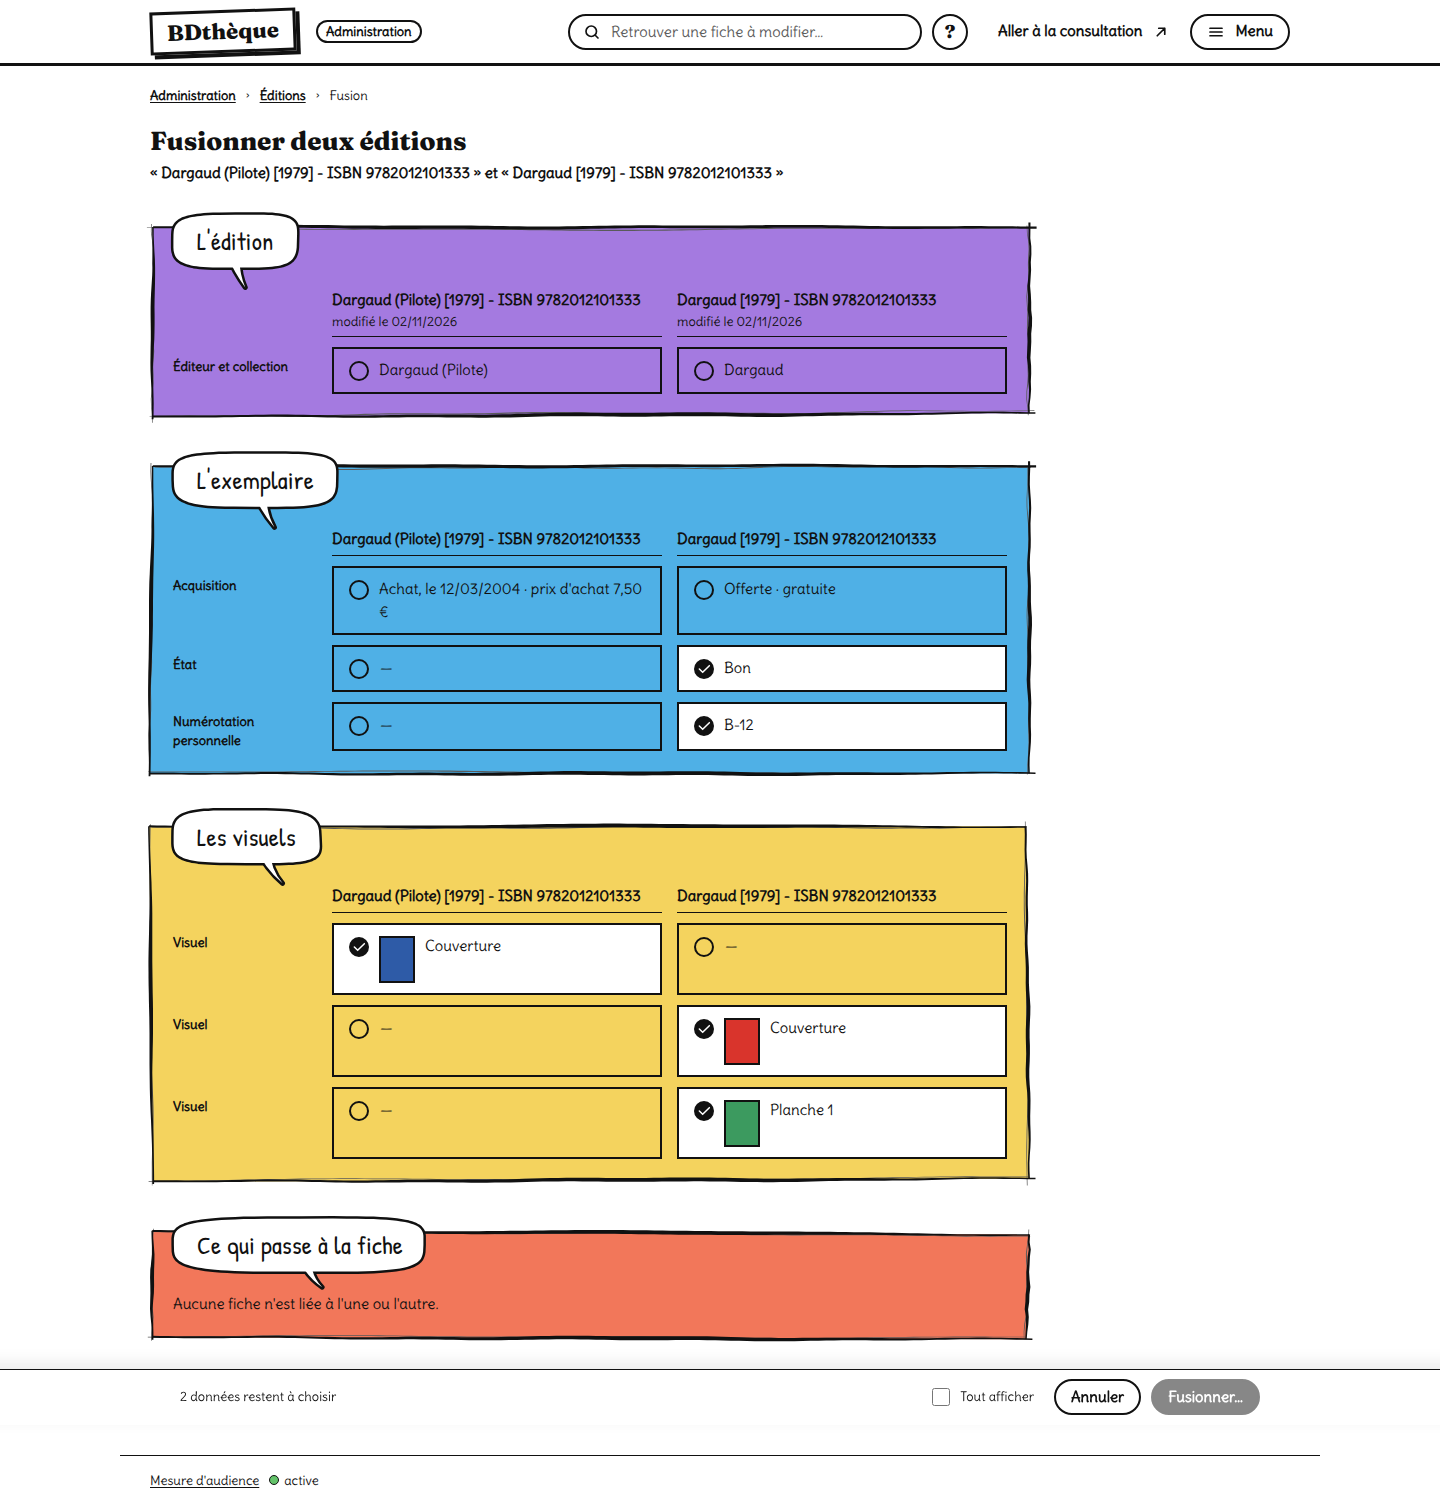 BDthèque
Administration
Retrouver une fiche à modifier...
?
Aller à la consultation
Menu
Administration › Éditions › Fusion
Fusionner deux éditions
« Dargaud (Pilote) [1979] - ISBN 9782012101333 » et « Dargaud [1979] - ISBN 9782012101333 »
L'édition
Dargaud (Pilote) [1979] - ISBN 9782012101333
Dargaud [1979] - ISBN 9782012101333
modifié le 02/11/2026
modifié le 02/11/2026
Éditeur et collection
Dargaud (Pilote)
Dargaud
L'exemplaire
Dargaud (Pilote) [1979] - ISBN 9782012101333
Dargaud [1979] - ISBN 9782012101333
Acquisition
Achat, le 12/03/2004 · prix d'achat 7,50
€
Offerte · gratuite
État
—
Bon
Numérotation
personnelle
—
B-12
Les visuels
Dargaud (Pilote) [1979] - ISBN 9782012101333
Dargaud [1979] - ISBN 9782012101333
Visuel
Couverture
—
Visuel
—
Couverture
Visuel
—
Planche 1
Ce qui passe à la fiche
Aucune fiche n'est liée à l'une ou l'autre.
2 données restent à choisir
Tout afficher
Annuler
Fusionner...
Mesure d'audience
active